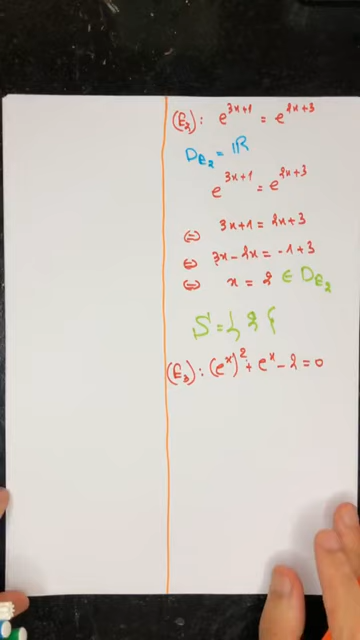 (E₂): e^{3x+1} = e^{2x+3}
D_{E₂} = ℝ
e^{3x+1} = e^{2x+3}
⇔ 3x+1 = 2x+3
⇔ 3x-2x = -1+3
⇔ x = 2 ∈ D_{E₂}
S = {2}
(E₃): (e^x)^2 + e^x - 2 = 0